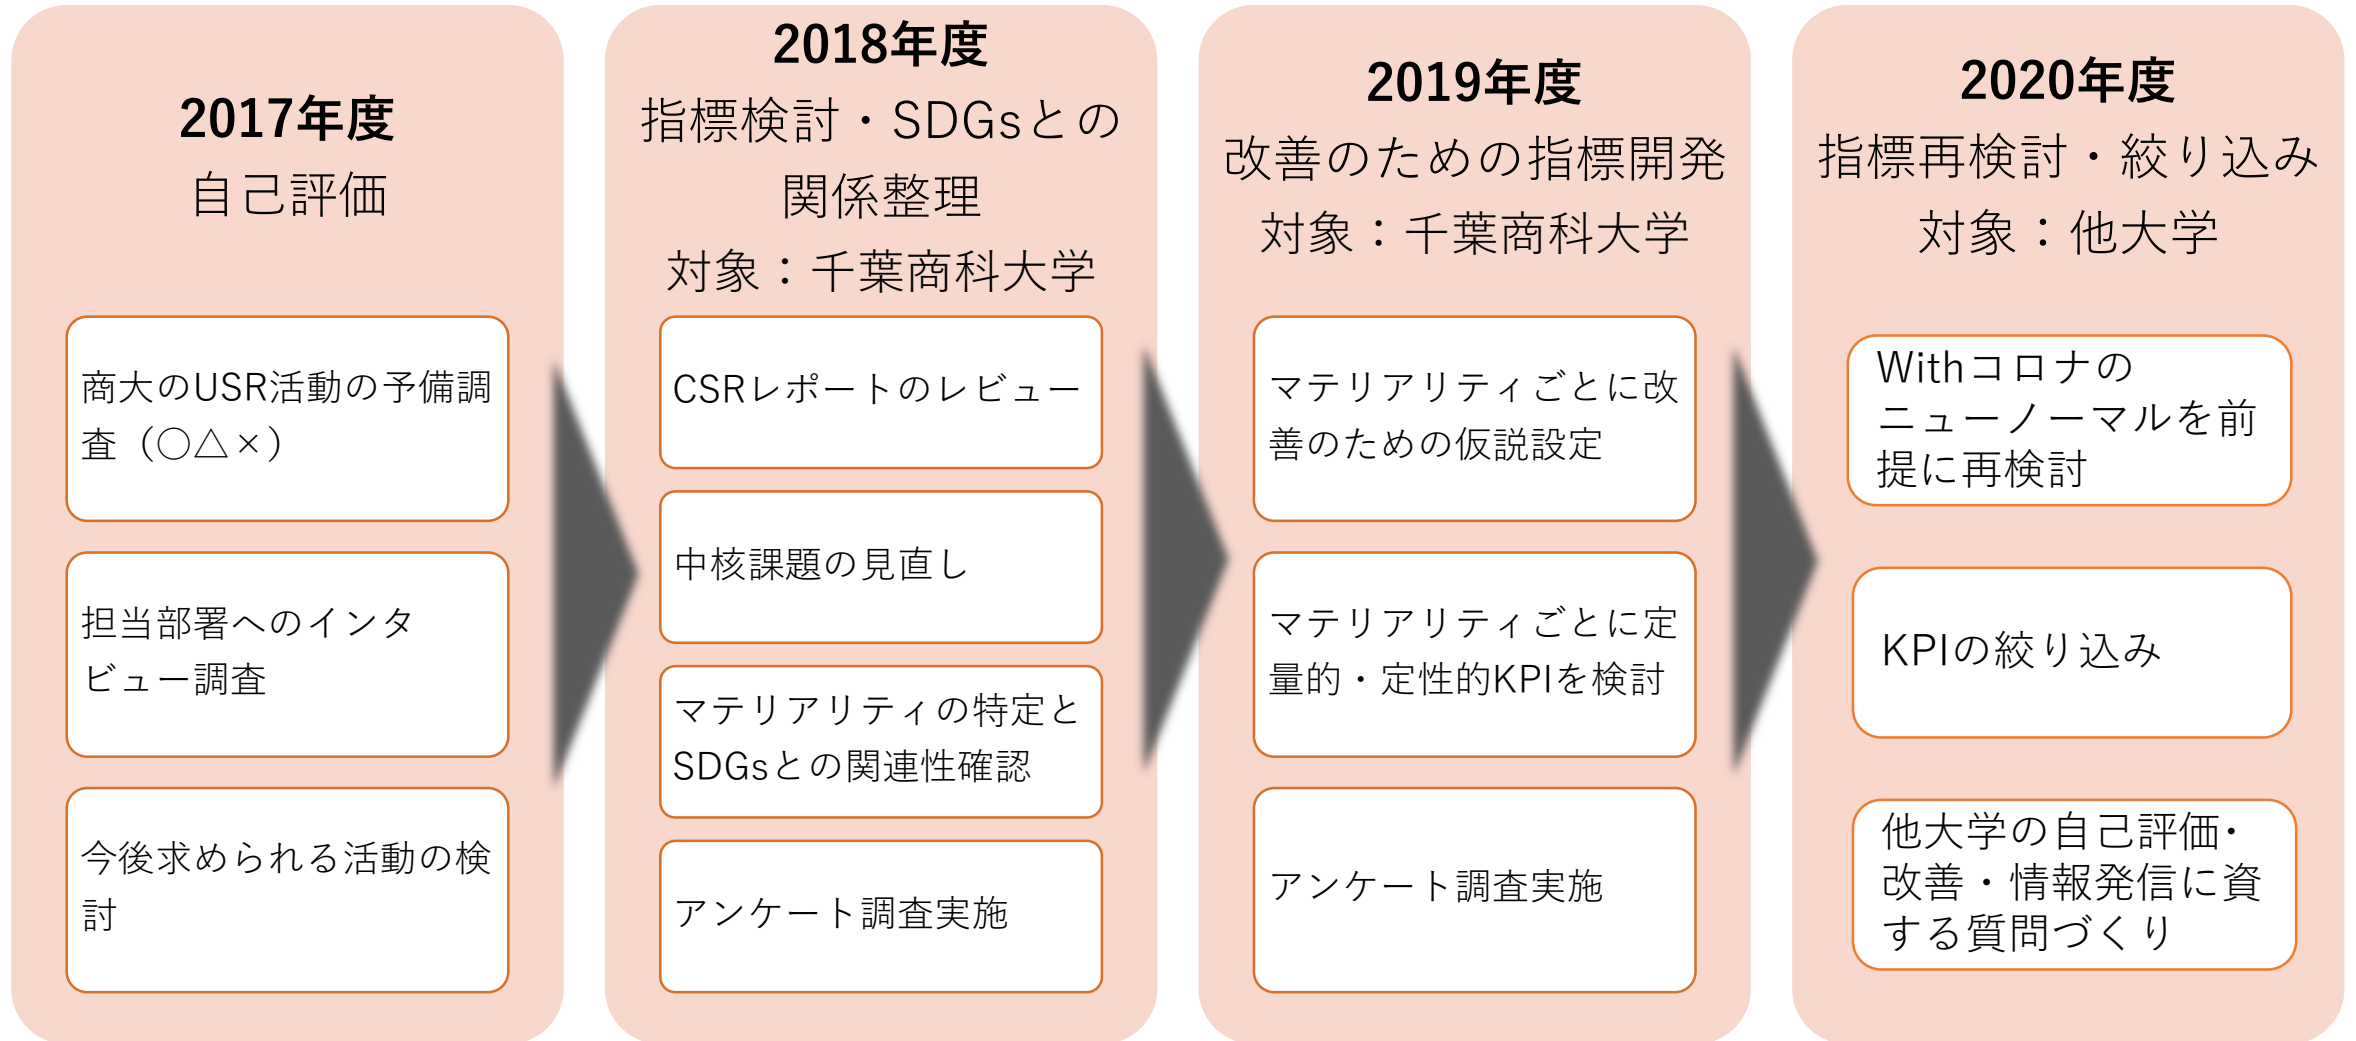 2017年度
自己評価
商大のUSR活動の予備調
査（○△×）
担当部署へのインタ
ビュー調査
今後求められる活動の検
討
2018年度
指標検討・SDGsとの
関係整理
対象：千葉商科大学
CSRレポートのレビュー
中核課題の見直し
マテリアリティの特定と
SDGsとの関連性確認
アンケート調査実施
2019年度
改善のための指標開発
対象：千葉商科大学
マテリアリティごとに改
善のための仮説設定
マテリアリティごとに定
量的・定性的KPIを検討
アンケート調査実施
2020年度
指標再検討・絞り込み
対象：他大学
Withコロナの
ニューノーマルを前
提に再検討
KPIの絞り込み
他大学の自己評価・
改善・情報発信に資
する質問づくり